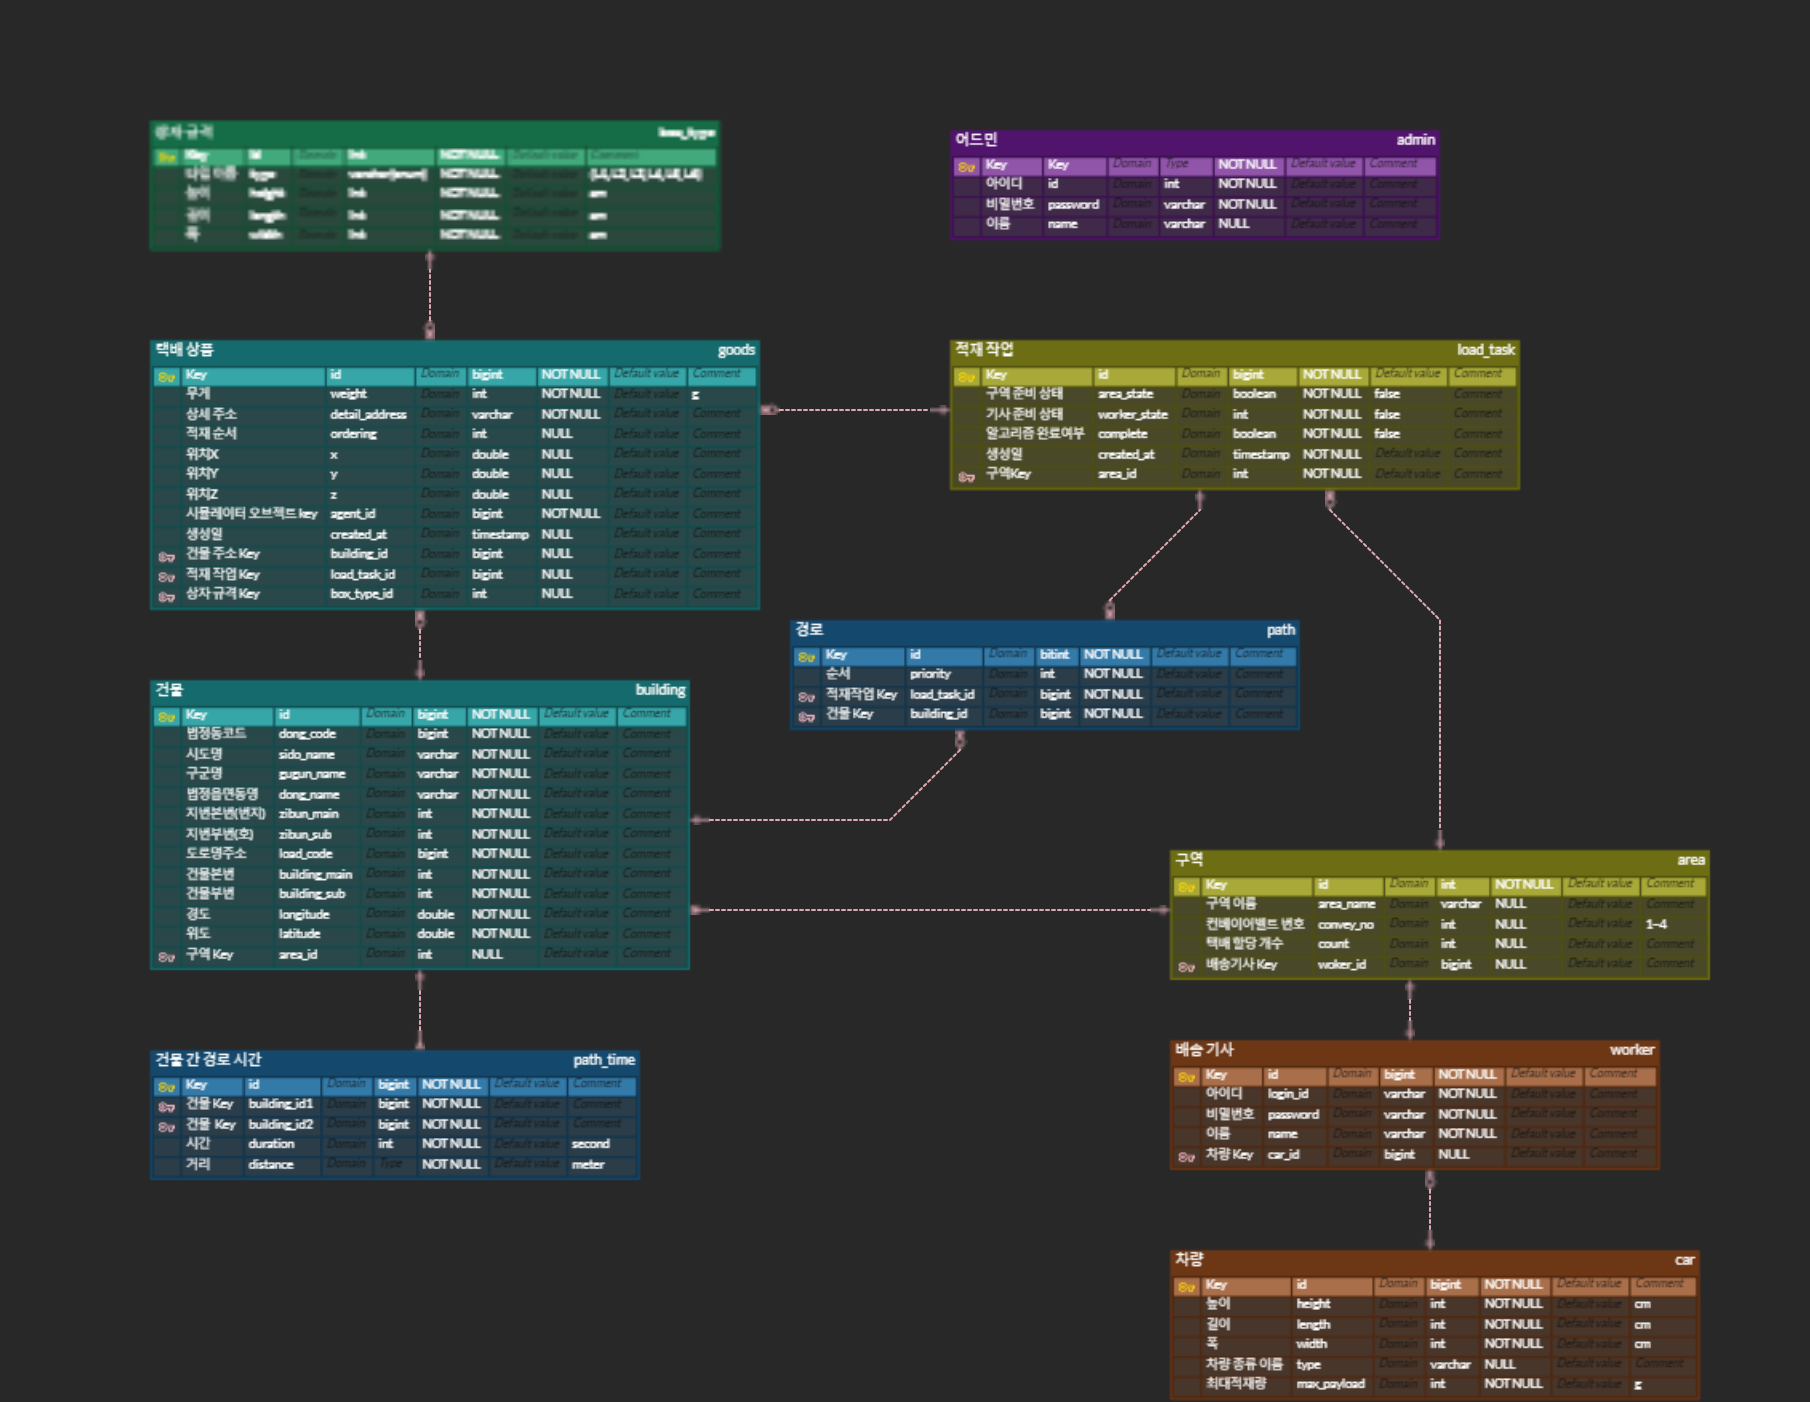 상자 규격 box_type
Key id Domain int NOT NULL Default value Comment
타입 이름 type Domain varchar(enum) NOT NULL Default value
높이 height Domain int NOT NULL Default value cm
길이 length Domain int NOT NULL Default value cm
폭 width Domain int NOT NULL Default value cm
어드민 admin
Key Key Domain Type NOT NULL Default value Comment
아이디 id Domain int NOT NULL Default value Comment
비밀번호 password Domain varchar NOT NULL Default value Comment
이름 name Domain varchar NULL Default value Comment
택배 상품 goods
Key id Domain bigint NOT NULL Default value Comment
무게 weight Domain int NOT NULL Default value g
상세 주소 detail_address Domain varchar NOT NULL Default value Comment
적재 순서 ordering Domain int NULL Default value Comment
위치X x Domain double NULL Default value Comment
위치Y y Domain double NULL Default value Comment
위치Z z Domain double NULL Default value Comment
시뮬레이터 오브젝트 key agent_id Domain bigint NOT NULL Default value Comment
생성일 created_at Domain timestamp NULL Default value Comment
건물 주소 Key building_id Domain bigint NULL Default value Comment
적재 작업 Key load_task_id Domain bigint NULL Default value Comment
상자 규격 Key box_type_id Domain int NULL Default value Comment
적재 작업 load_task
Key id Domain bigint NOT NULL Default value Comment
구역 준비 상태 area_state Domain boolean NOT NULL false Comment
기사 준비 상태 worker_state Domain int NOT NULL false Comment
알고리즘 완료여부 complete Domain boolean NOT NULL false Comment
생성일 created_at Domain timestamp NOT NULL Default value Comment
구역Key area_id Domain int NOT NULL Default value Comment
경로 path
Key id Domain bitint NOT NULL Default value Comment
순서 priority Domain int NOT NULL Default value Comment
적재작업 Key load_task_id Domain bigint NOT NULL Default value Comment
건물 Key building_id Domain bigint NOT NULL Default value Comment
건물 building
Key id Domain bigint NOT NULL Default value Comment
법정동코드 dong_code Domain bigint NOT NULL Default value Comment
시도명 sido_name Domain varchar NOT NULL Default value Comment
구군명 gugun_name Domain varchar NOT NULL Default value Comment
법정읍면동명 dong_name Domain varchar NOT NULL Default value Comment
지번본번(번지) zibun_main Domain int NOT NULL Default value Comment
지번부번(호) zibun_sub Domain int NOT NULL Default value Comment
도로명주소 load_code Domain bigint NOT NULL Default value Comment
건물본번 building_main Domain int NOT NULL Default value Comment
건물부번 building_sub Domain int NOT NULL Default value Comment
경도 longitude Domain double NOT NULL Default value Comment
위도 latitude Domain double NOT NULL Default value Comment
구역 Key area_id Domain int NULL Default value Comment
구역 area
Key id Domain int NOT NULL Default value Comment
구역 이름 area_name Domain varchar NULL Default value Comment
컨베이어벨트 번호 convey_no Domain int NULL Default value 1~4
택배 할당 개수 count Domain int NULL Default value Comment
배송기사 Key woker_id Domain bigint NULL Default value Comment
건물 간 경로 시간 path_time
Key id Domain bigint NOT NULL Default value Comment
건물 Key building_id1 Domain bigint NOT NULL Default value Comment
건물 Key building_id2 Domain bigint NOT NULL Default value Comment
시간 duration Domain int NOT NULL Default value second
거리 distance Domain Type NOT NULL Default value meter
배송 기사 worker
Key id Domain bigint NOT NULL Default value Comment
아이디 login_id Domain varchar NOT NULL Default value Comment
비밀번호 password Domain varchar NOT NULL Default value Comment
이름 name Domain varchar NOT NULL Default value Comment
차량 Key car_id Domain bigint NULL Default value Comment
차량 car
Key id Domain bigint NOT NULL Default value Comment
높이 height Domain int NOT NULL Default value cm
길이 length Domain int NOT NULL Default value cm
폭 width Domain int NOT NULL Default value cm
차량 종류 이름 type Domain varchar NULL Default value Comment
최대적재량 max_payload Domain int NOT NULL Default value g